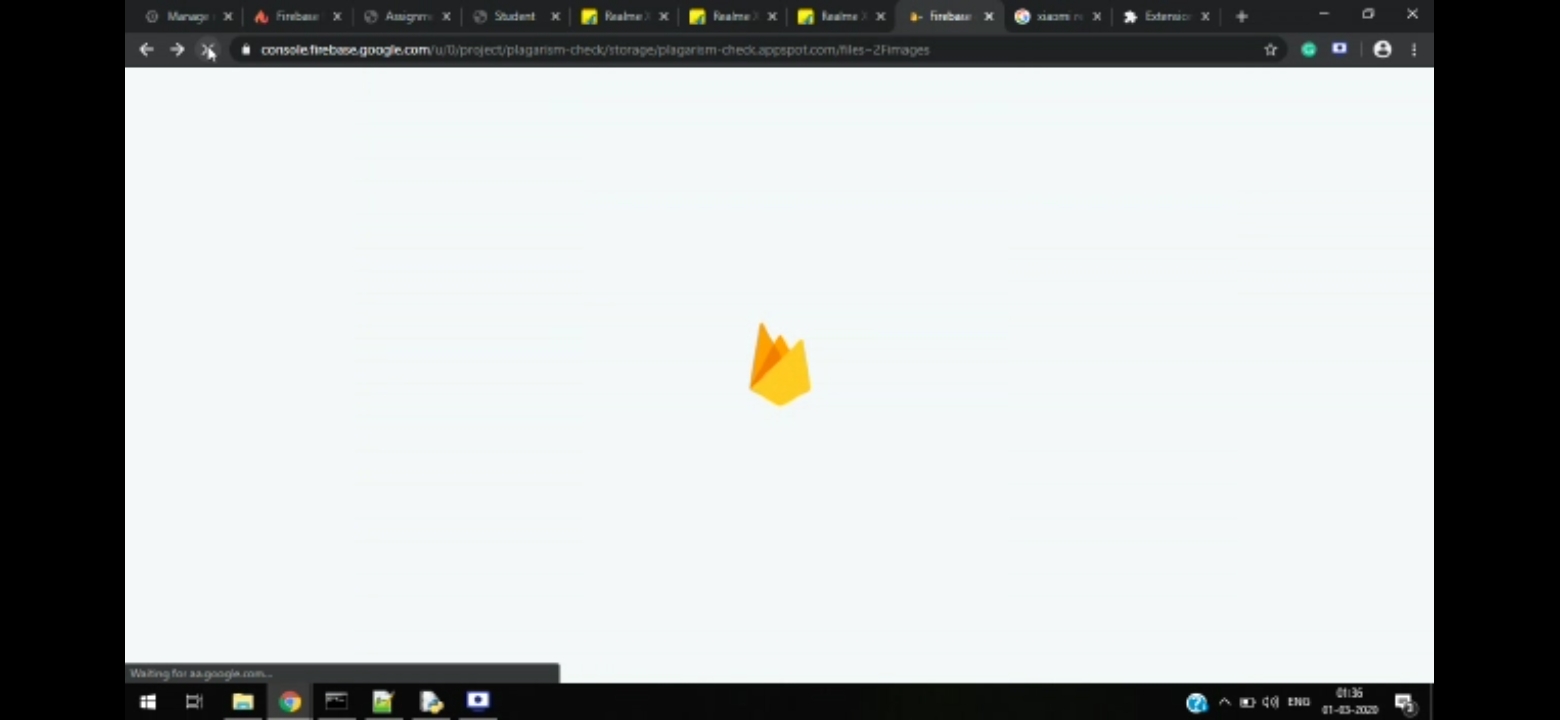 Manage
Firebase
Assignm
Student
Realme X
Realme X
Realme X
Firebase
xiaomi r
Extensio
console.firebase.google.com/u/0/project/plagarism-check/storage/plagarism-check.appspot.com/files~2Fimages
Waiting for aa.google.com...
ENG
01:36
01-03-2020